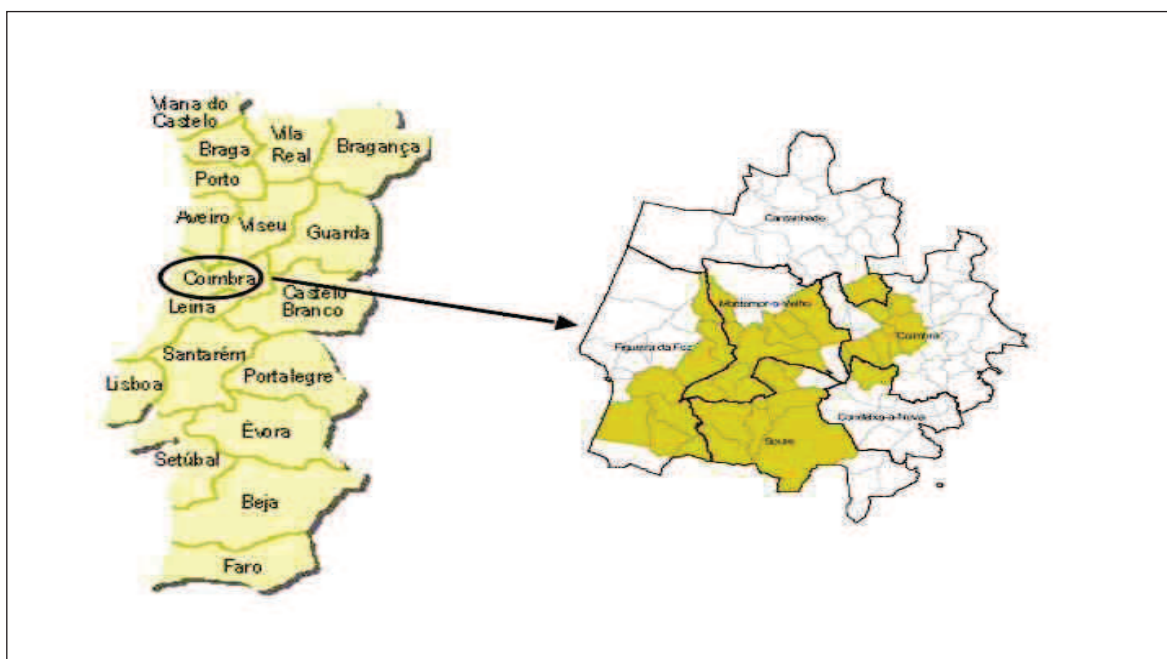 Viana do
Castelo
Vila
Real
Bragança
Braga
Porto
Aveiro
Viseu
Guarda
Coimbra
Castelo
Branco
Leiria
Santarém
Lisboa
Portalegre
Évora
Setúbal
Beja
Faro
Cantanhede
Montemor-o-Velho
Coimbra
Figueira da Foz
Condeixa-a-Nova
Soure